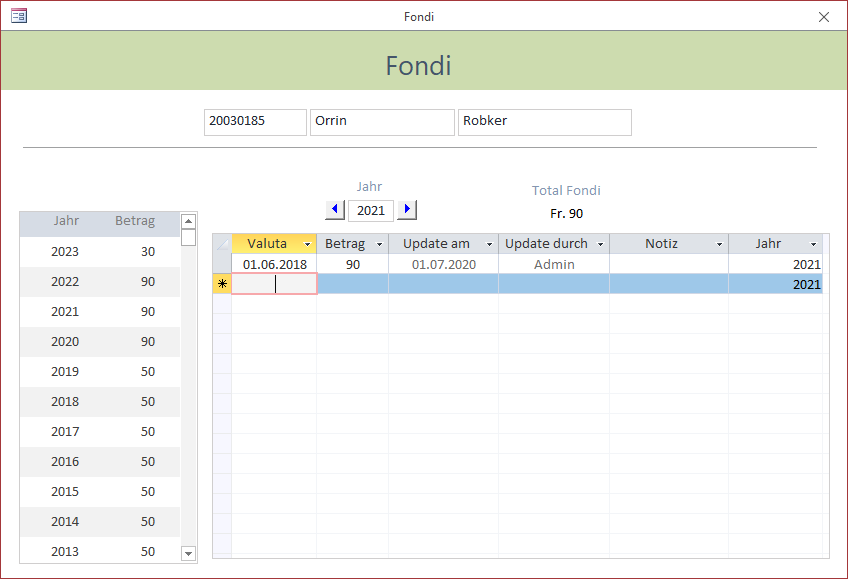 Fondi
Fondi
20030185 Orrin Robker
Jahr
2021
Total Fondi
Fr. 90
Jahr Betrag
2023 30
2022 90
2021 90
2020 90
2019 50
2018 50
2017 50
2016 50
2015 50
2014 50
2013 50
Valuta Betrag Update am Update durch Notiz Jahr
01.06.2018 90 01.07.2020 Admin 2021
2021